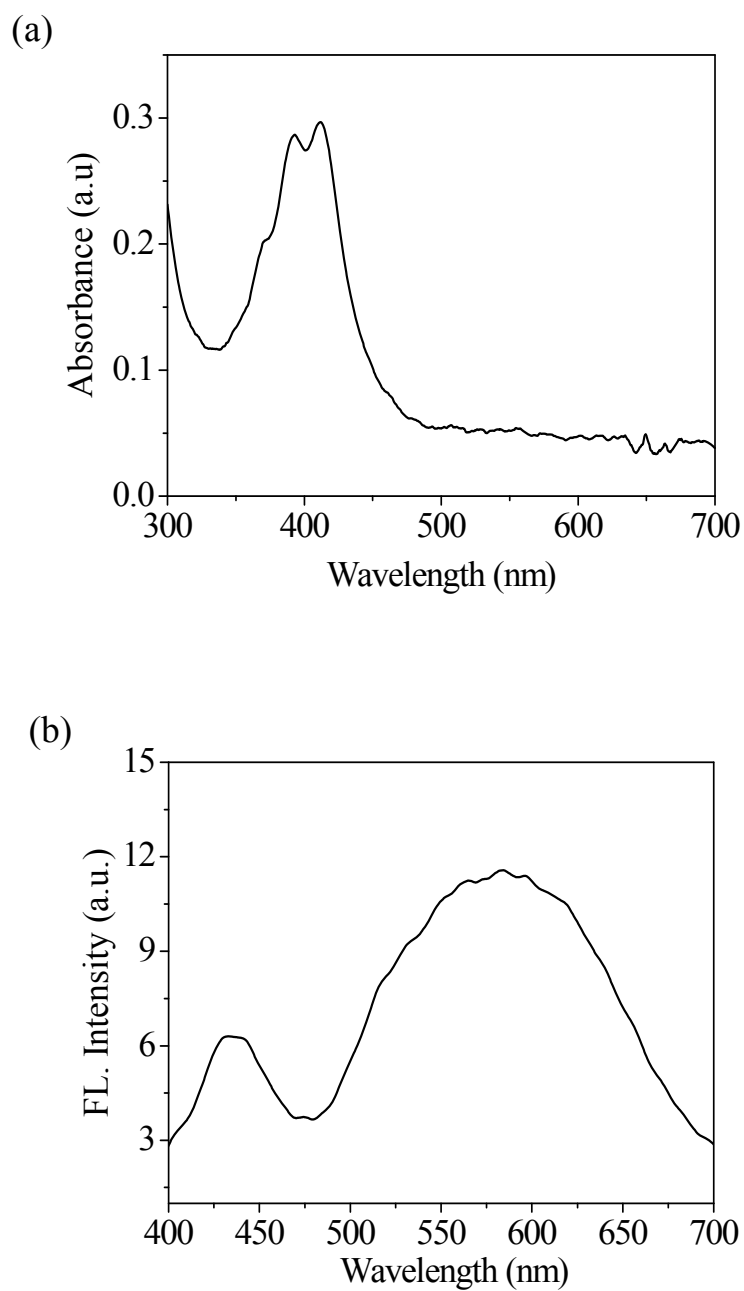 (a)
Absorbance (a.u)
0.3
0.2
0.1
0.0
300 400 500 600 700
Wavelength (nm)
(b)
FL. Intensity (a.u.)
15
12
9
6
3
400 450 500 550 600 650 700
Wavelength (nm)